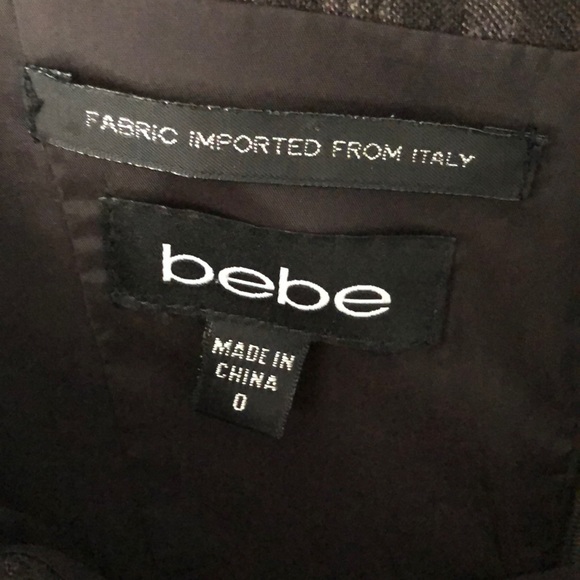 FABRIC IMPORTED FROM ITALY
bebe
MADE IN
CHINA
0